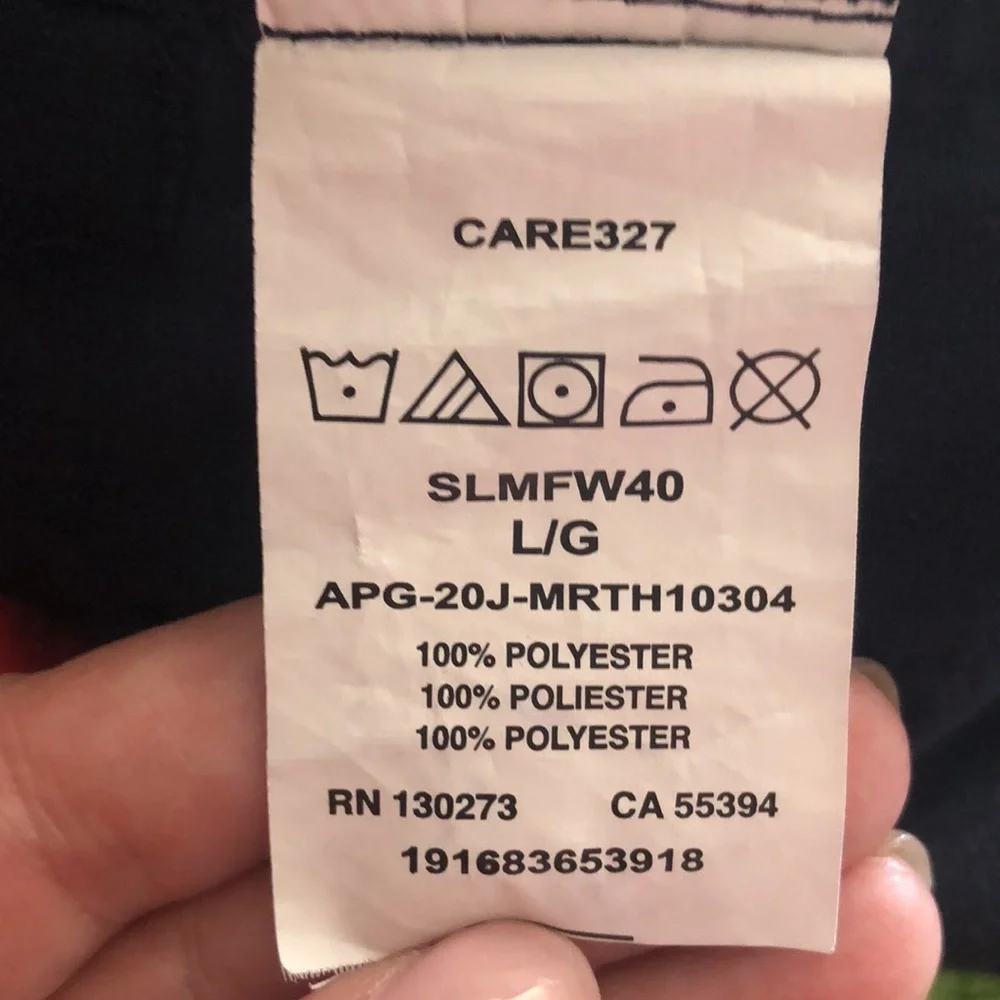 CARE327
SLMFW40
L/G
APG-20J-MRTH10304
100% POLYESTER
100% POLIESTER
100% POLYESTER
RN 130273 CA 55394
191683653918